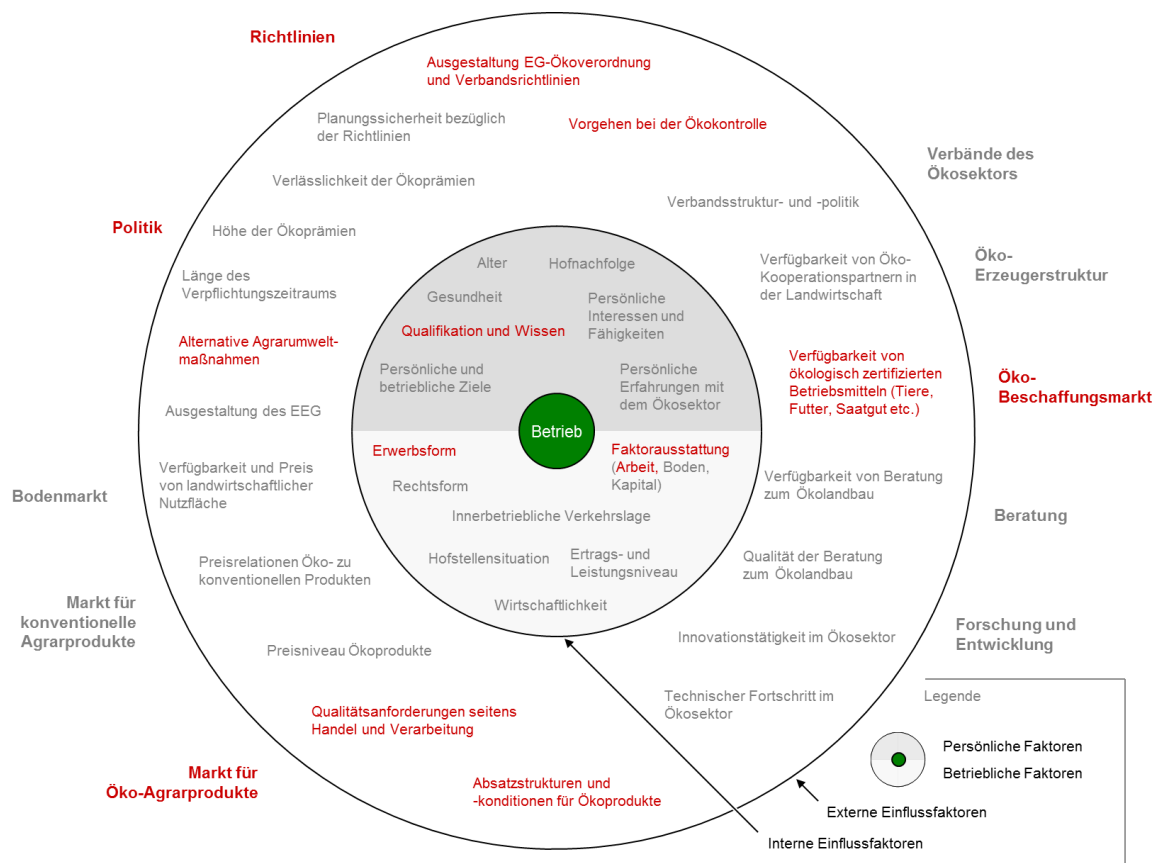 Richtlinien
Ausgestaltung EG-Ökoverordnung
und Verbandsrichtlinien
Planungssicherheit bezüglich
der Richtlinien
Vorgehen bei der Ökokontrolle
Verbände des
Ökosektors
Verlässlichkeit der Ökoprämien
Verbandsstruktur- und -politik
Politik
Höhe der Ökoprämien
Länge des
Verpflichtungszeitraums
Verfügbarkeit von Öko-
Kooperationspartnern in
der Landwirtschaft
Öko-
Erzeugerstruktur
Alter
Hofnachfolge
Gesundheit
Persönliche
Interessen und
Fähigkeiten
Qualifikation und Wissen
Alternative Agrarumwelt-
maßnahmen
Persönliche und
betriebliche Ziele
Persönliche
Erfahrungen mit
dem Ökosektor
Verfügbarkeit von
ökologisch zertifizierten
Betriebsmitteln (Tiere,
Futter, Saatgut etc.)
Öko-
Beschaffungsmarkt
Ausgestaltung des EEG
Betrieb
Erwerbsform
Faktorausstattung
(Arbeit, Boden,
Kapital)
Rechtsform
Bodenmarkt
Verfügbarkeit und Preis
von landwirtschaftlicher
Nutzfläche
Verfügbarkeit von Beratung
zum Ökolandbau
Innerbetriebliche Verkehrslage
Beratung
Hofstellensituation
Ertrags- und
Leistungsniveau
Preisrelationen Öko- zu
konventionellen Produkten
Qualität der Beratung
zum Ökolandbau
Wirtschaftlichkeit
Markt für
konventionelle
Agrarprodukte
Preisniveau Ökoprodukte
Innovationstätigkeit im Ökosektor
Forschung und
Entwicklung
Technischer Fortschritt im
Ökosektor
Qualitätsanforderungen seitens
Handel und Verarbeitung
Markt für
Öko-Agrarprodukte
Absatzstrukturen und
-konditionen für Ökoprodukte
Legende
Persönliche Faktoren
Betriebliche Faktoren
Externe Einflussfaktoren
Interne Einflussfaktoren